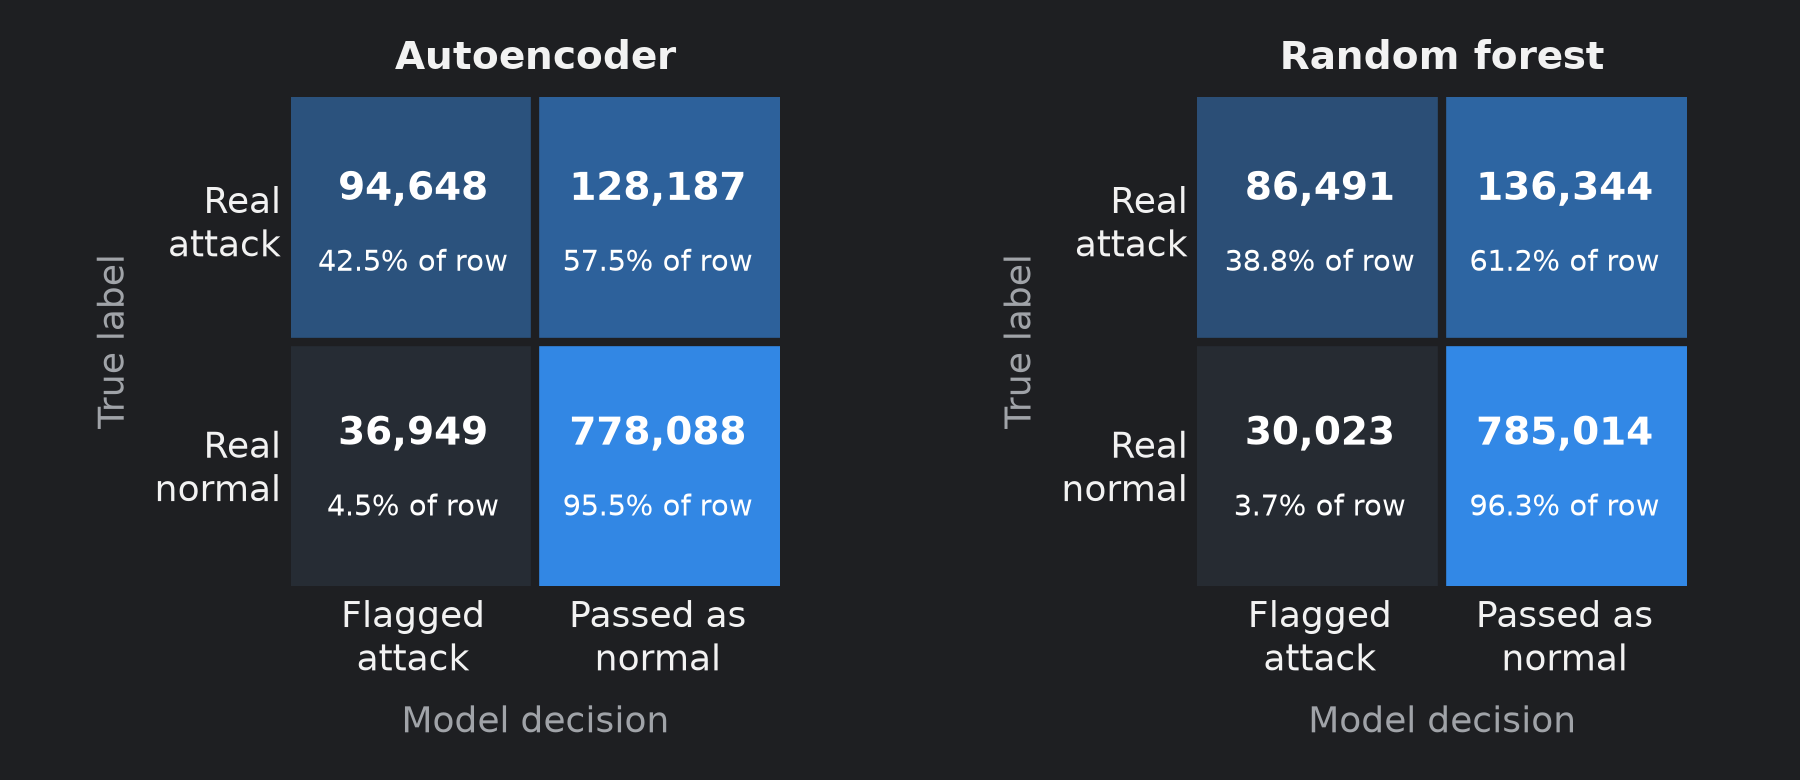 Autoencoder
True label
Real
attack
94,648
42.5% of row
128,187
57.5% of row
Real
normal
36,949
4.5% of row
778,088
95.5% of row
Flagged
attack
Passed as
normal
Model decision
Random forest
True label
Real
attack
86,491
38.8% of row
136,344
61.2% of row
Real
normal
30,023
3.7% of row
785,014
96.3% of row
Flagged
attack
Passed as
normal
Model decision